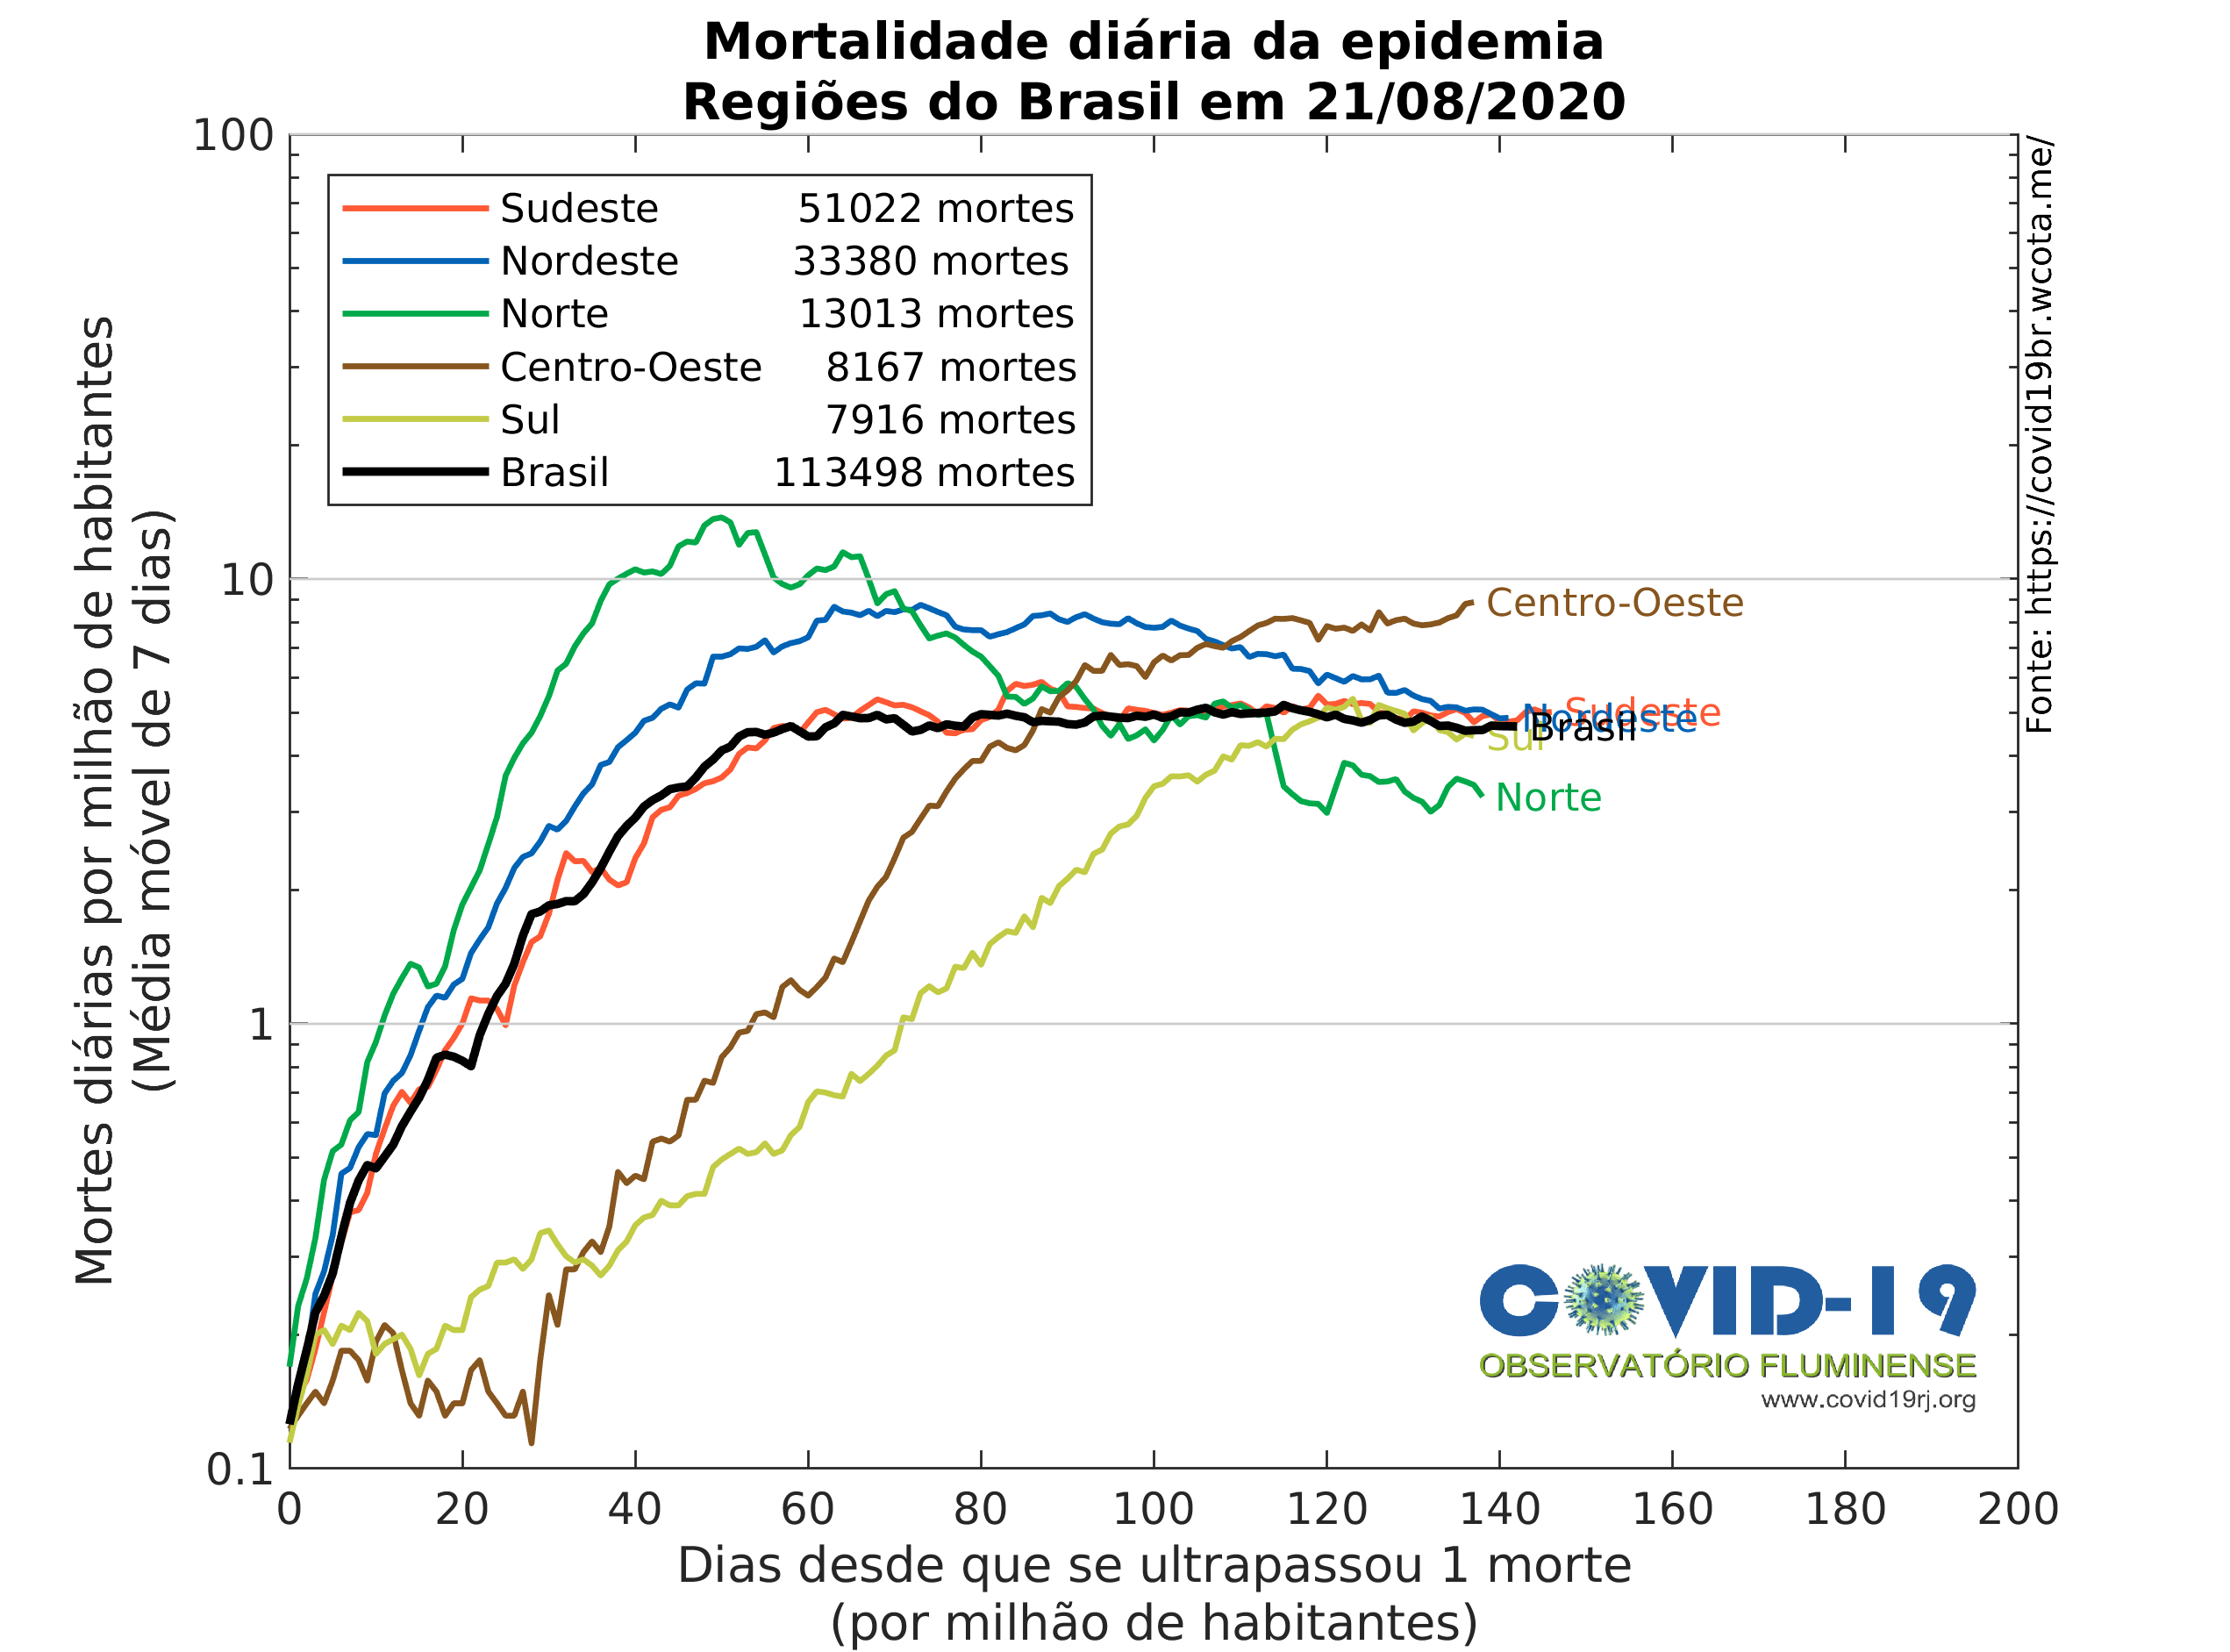 Mortalidade diária da epidemia
Regiões do Brasil em 21/08/2020
Mortes diárias por milhão de habitantes
(Média móvel de 7 dias)
100
10
1
0.1
Sudeste 51022 mortes
Nordeste 33380 mortes
Norte 13013 mortes
Centro-Oeste 8167 mortes
Sul 7916 mortes
Brasil 113498 mortes
Centro-Oeste
Sudeste
Nordeste
Brasil
Sul
Norte
Fonte: https://covid19br.wcota.me/
COVID-19
OBSERVATÓRIO FLUMINENSE
www.covid19rj.org
0 20 40 60 80 100 120 140 160 180 200
Dias desde que se ultrapassou 1 morte
(por milhão de habitantes)